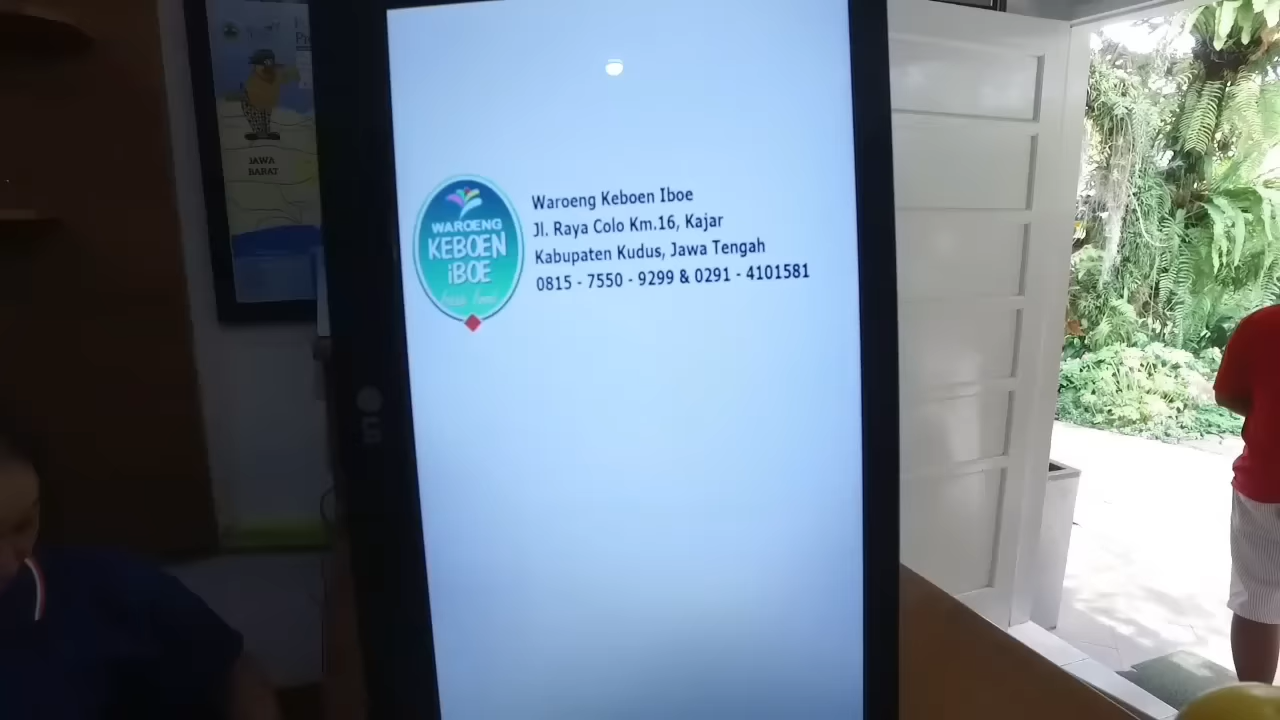 JAWA
BARAT
WAROENG
KEBOEN
iBOE
Waroeng Keboen Iboe
Jl. Raya Colo Km.16, Kajar
Kabupaten Kudus, Jawa Tengah
0815 - 7550 - 9299 & 0291 - 4101581
LG